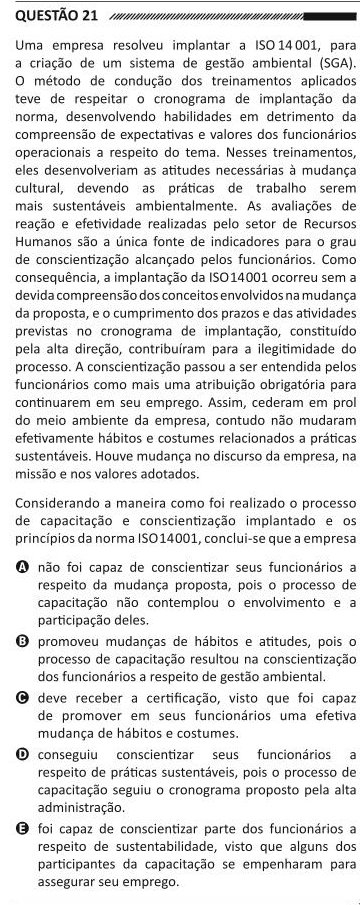 QUESTÃO 21
Uma empresa resolveu implantar a ISO 14 001, para
a criação de um sistema de gestão ambiental (SGA).
O método de condução dos treinamentos aplicados
teve de respeitar o cronograma de implantação da
norma, desenvolvendo habilidades em detrimento da
compreensão de expectativas e valores dos funcionários
operacionais a respeito do tema. Nesses treinamentos,
eles desenvolveriam as atitudes necessárias à mudança
cultural, devendo as práticas de trabalho serem
mais sustentáveis ambientalmente. As avaliações de
reação e efetividade realizadas pelo setor de Recursos
Humanos são a única fonte de indicadores para o grau
de conscientização alcançado pelos funcionários. Como
consequência, a implantação da ISO14001 ocorreu sem a
devida compreensão dos conceitos envolvidos na mudança
da proposta, e o cumprimento dos prazos e das atividades
previstas no cronograma de implantação, constituído
pela alta direção, contribuíram para a ilegitimidade do
processo. A conscientização passou a ser entendida pelos
funcionários como mais uma atribuição obrigatória para
continuarem em seu emprego. Assim, cederam em prol
do meio ambiente da empresa, contudo não mudaram
efetivamente hábitos e costumes relacionados a práticas
sustentáveis. Houve mudança no discurso da empresa, na
missão e nos valores adotados.
Considerando a maneira como foi realizado o processo
de capacitação e conscientização implantado e os
princípios da norma ISO14001, conclui-se que a empresa
A não foi capaz de conscientizar seus funcionários a
respeito da mudança proposta, pois o processo de
capacitação não contemplou o envolvimento e a
participação deles.
B promoveu mudanças de hábitos e atitudes, pois o
processo de capacitação resultou na conscientização
dos funcionários a respeito de gestão ambiental.
C deve receber a certificação, visto que foi capaz
de promover em seus funcionários uma efetiva
mudança de hábitos e costumes.
D conseguiu conscientizar seus funcionários a
respeito de práticas sustentáveis, pois o processo de
capacitação seguiu o cronograma proposto pela alta
administração.
E foi capaz de conscientizar parte dos funcionários a
respeito de sustentabilidade, visto que alguns dos
participantes da capacitação se empenharam para
assegurar seu emprego.